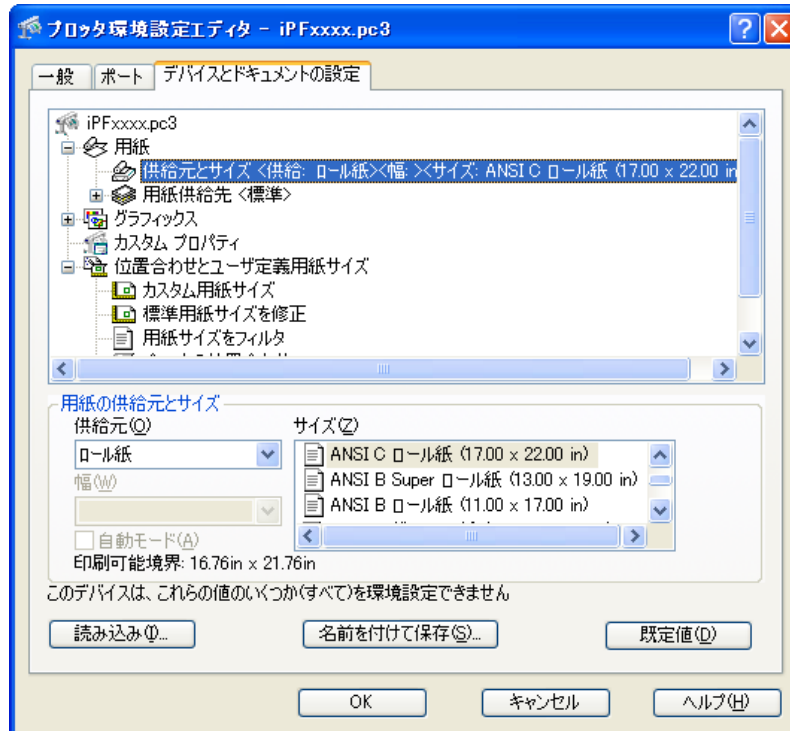 プロッタ環境設定エディタ - iPFxxxx.pc3
一般 ポート デバイスとドキュメントの設定
iPFxxxx.pc3
用紙
供給元とサイズ <供給: ロール紙><幅: ><サイズ: ANSI C ロール紙 (17.00 x 22.00 in
用紙供給先 <標準>
グラフィックス
カスタム プロパティ
位置合わせとユーザ定義用紙サイズ
カスタム用紙サイズ
標準用紙サイズを修正
用紙サイズをフィルタ
用紙の供給元とサイズ
供給元(O) サイズ(Z)
ロール紙 ANSI C ロール紙 (17.00 x 22.00 in)
幅(W) ANSI B Super ロール紙 (13.00 x 19.00 in)
ANSI B ロール紙 (11.00 x 17.00 in)
自動モード(A)
印刷可能境界: 16.76in x 21.76in
このデバイスは、これらの値のいくつか(すべて)を環境設定できません
読み込み(I)... 名前を付けて保存(S)... 既定値(D)
OK キャンセル ヘルプ(H)